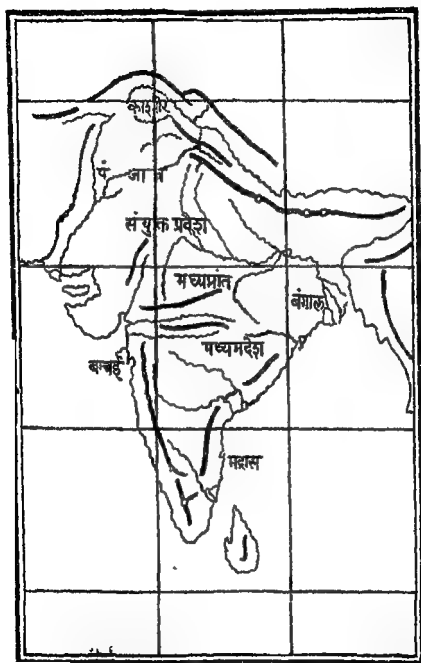 काश्मीर
पं जा ब
संयुक्त प्रदेश
मध्यप्रांत
बंगाल
मध्यप्रदेश
बम्बई
मद्रास